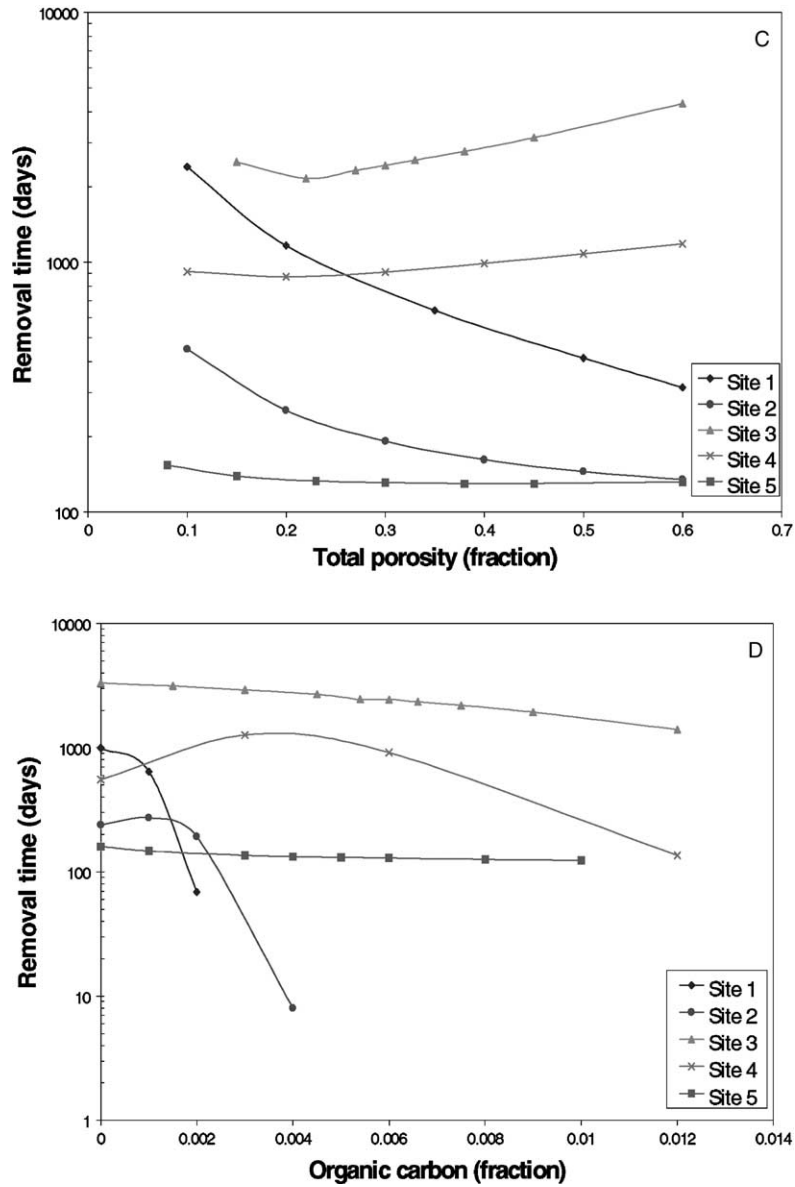 C
10000
1000
100
Removal time (days)
0
0.1
0.2
0.3
0.4
0.5
0.6
0.7
Total porosity (fraction)
Site 1
Site 2
Site 3
Site 4
Site 5
D
10000
1000
100
10
1
Removal time (days)
0
0.002
0.004
0.006
0.008
0.01
0.012
0.014
Organic carbon (fraction)
Site 1
Site 2
Site 3
Site 4
Site 5